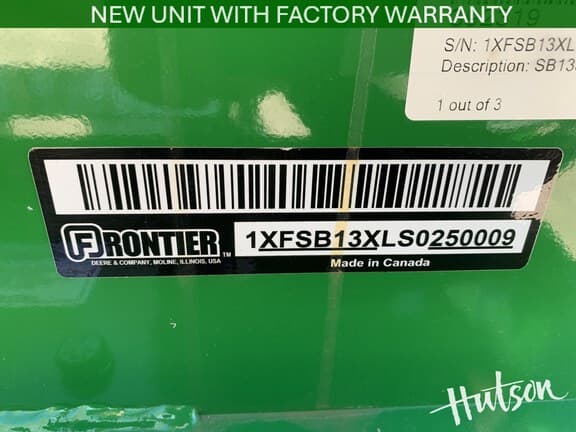 NEW UNIT WITH FACTORY WARRANTY
S/N: 1XFSB13XL
Description: SB13
1 out of 3
FRONTIER™
DEERE & COMPANY, MOLINE, ILLINOIS, USA
1XFSB13XLS0250009
Made in Canada
Hutson